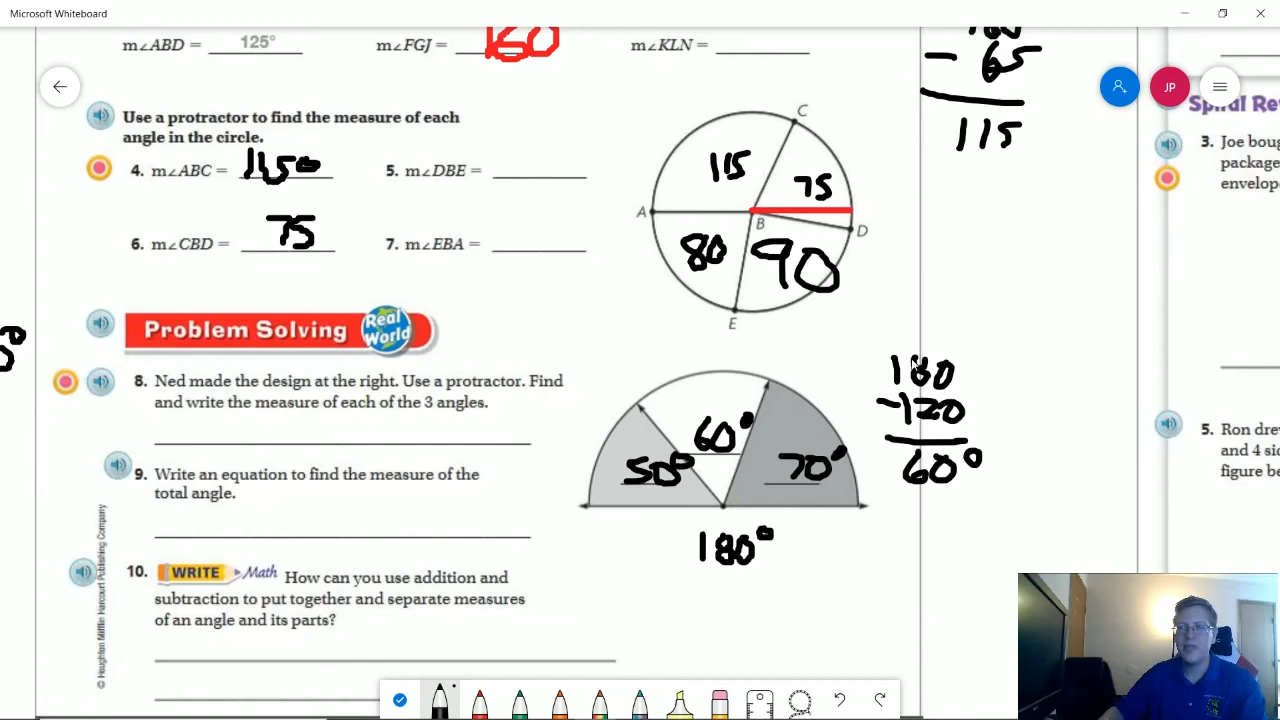 Microsoft Whiteboard
m∠ABD = 125°
m∠FGJ = 160
m∠KLN =
- 65
115
JP
Use a protractor to find the measure of each
angle in the circle.
4. m∠ABC = 115°
5. m∠DBE =
6. m∠CBD = 75
7. m∠EBA =
C
115
75
A
B
D
80
90
E
Spiral Re
3. Joe boug
package
envelope
Problem Solving Real World
8. Ned made the design at the right. Use a protractor. Find
and write the measure of each of the 3 angles.
9. Write an equation to find the measure of the
total angle.
50°
60°
70°
180°
180
-120
60°
5. Ron drew
and 4 si
figure be
10. WRITE Math How can you use addition and
subtraction to put together and separate measures
of an angle and its parts?
© Houghton Mifflin Harcourt Publishing Company